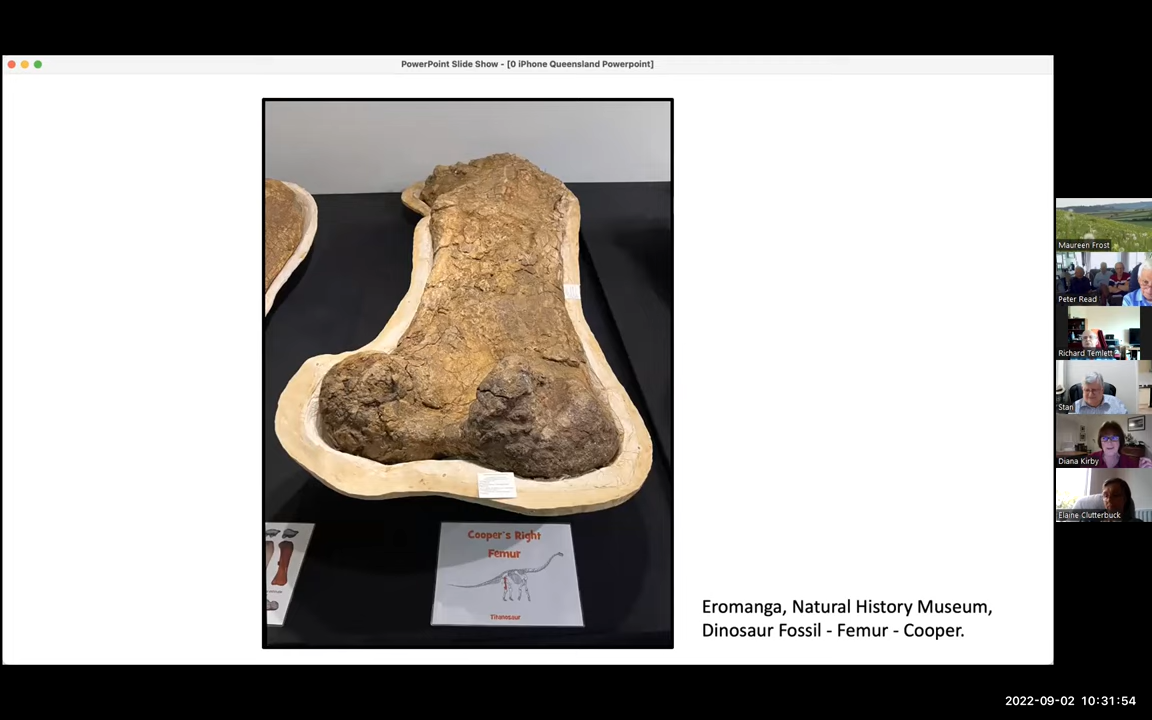 PowerPoint Slide Show - [0 iPhone Queensland Powerpoint]
Cooper's Right
Femur
Titanosaur
Eromanga, Natural History Museum,
Dinosaur Fossil - Femur - Cooper.
Maureen Frost
Peter Read
Richard Temlett
Stan
Diana Kirby
Elaine Clutterbuck
2022-09-02 10:31:54